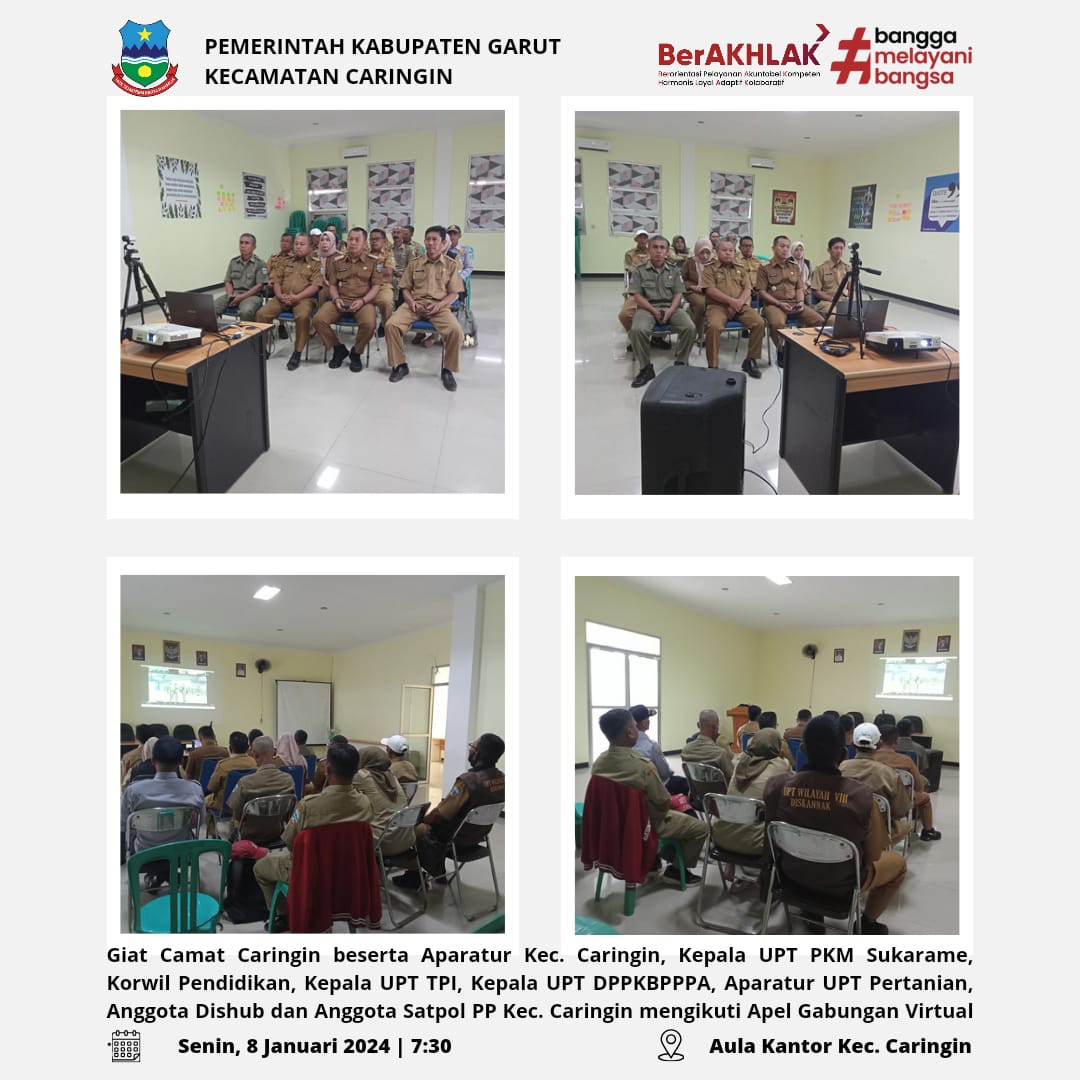 PEMERINTAH KABUPATEN GARUT
KECAMATAN CARINGIN
BerAKHLAK
Berorientasi Pelayanan Akuntabel Kompeten
Harmonis Loyal Adaptif Kolaboratif
#bangga
melayani
bangsa
QUOTE
UPT WILAYAH VIII
DISKANNAK
Giat Camat Caringin beserta Aparatur Kec. Caringin, Kepala UPT PKM Sukarame,
Korwil Pendidikan, Kepala UPT TPI, Kepala UPT DPPKBPPPA, Aparatur UPT Pertanian,
Anggota Dishub dan Anggota Satpol PP Kec. Caringin mengikuti Apel Gabungan Virtual
Senin, 8 Januari 2024 | 7:30
Aula Kantor Kec. Caringin